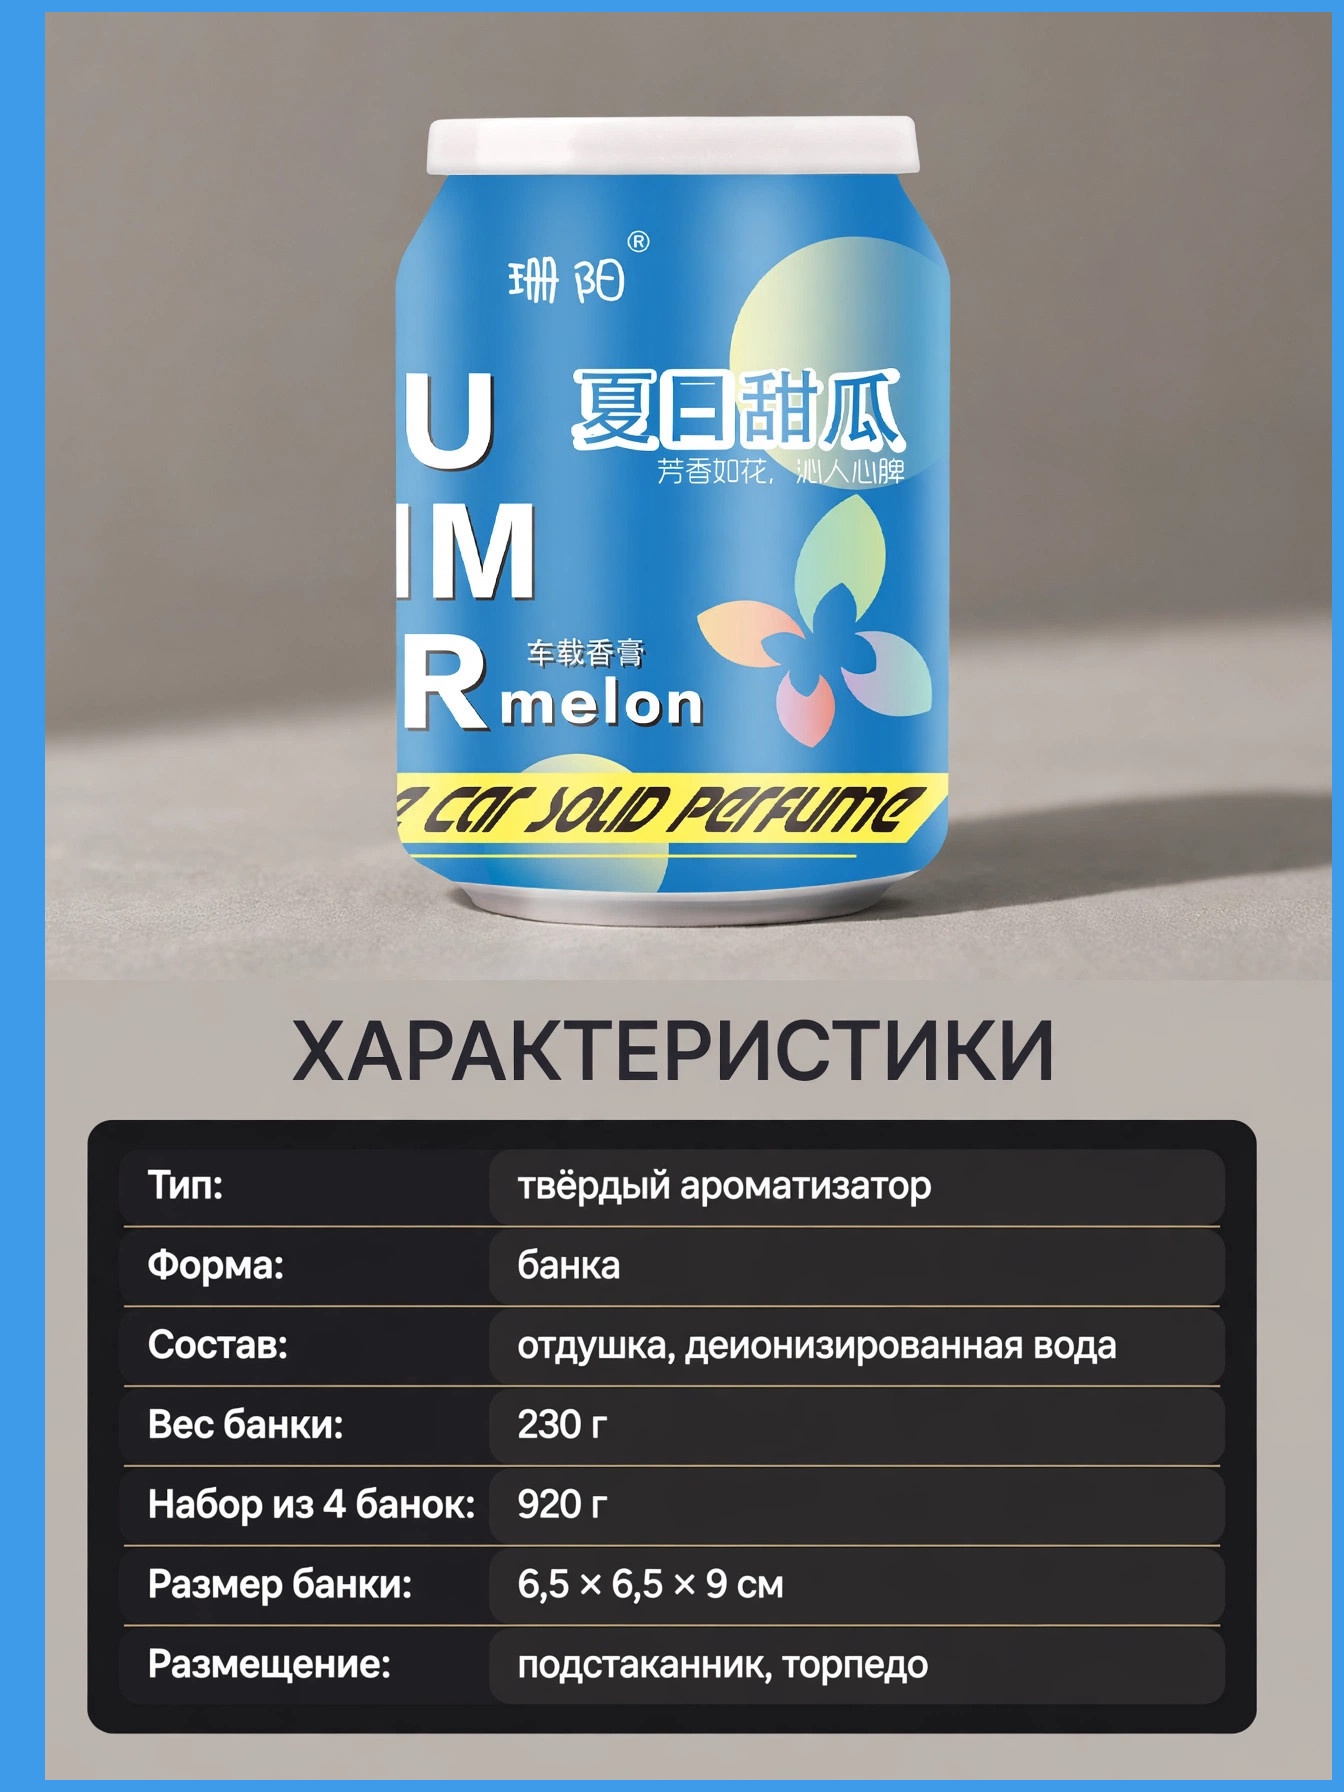 珊阳®
U
夏日甜瓜
芳香如花，沁人心脾
IM
车载香膏
R melon
e car solid perfume
ХАРАКТЕРИСТИКИ
Тип: твёрдый ароматизатор
Форма: банка
Состав: отдушка, деионизированная вода
Вес банки: 230 г
Набор из 4 банок: 920 г
Размер банки: 6,5 × 6,5 × 9 см
Размещение: подстаканник, торпедо